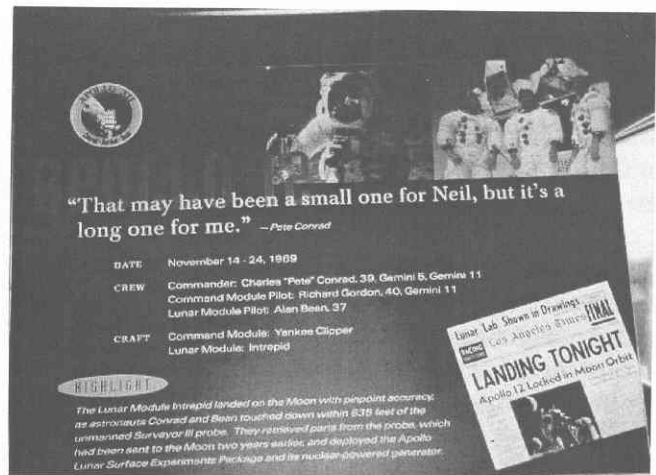 "That may have been a small one for Neil, but it's a
long one for me." —Pete Conrad
DATE November 14 - 24, 1969
CREW Commander: Charles "Pete" Conrad, 39, Gemini 5, Gemini 11
Command Module Pilot: Richard Gordon, 40, Gemini 11
Lunar Module Pilot: Alan Bean, 37
CRAFT Command Module: Yankee Clipper
Lunar Module: Intrepid
HIGHLIGHT
The Lunar Module Intrepid landed on the Moon with pinpoint accuracy,
as astronauts Conrad and Bean touched down within 535 feet of the
unmanned Surveyor III probe. They retrieved parts from the probe, which
had been sent to the Moon two years earlier, and deployed the Apollo
Lunar Surface Experiments Package and its nuclear-powered generator.
Lunar Lab Shown in Drawings
Los Angeles Times FINAL
LANDING TONIGHT
Apollo 12 Locked in Moon Orbit